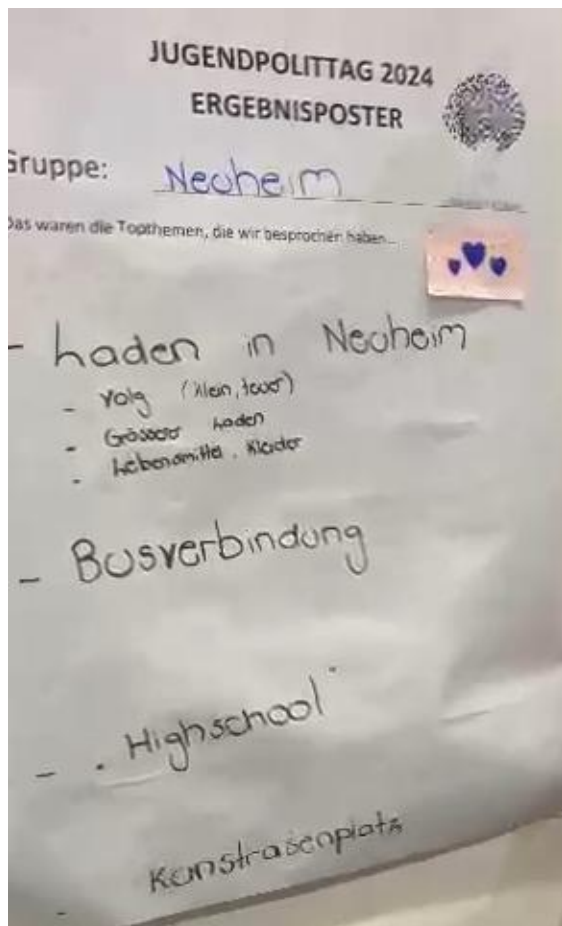 JUGENDPOLITTAG 2024
ERGEBNISPOSTER
Gruppe: Neuheim
Das waren die Topthemen, die wir besprochen haben...
- Laden in Neuheim
- Volg (klein, teuer)
- Grösserer Laden
- Lebensmittel, Kleider
- Busverbindung
- . Highschool
- Kunstrasenplatz